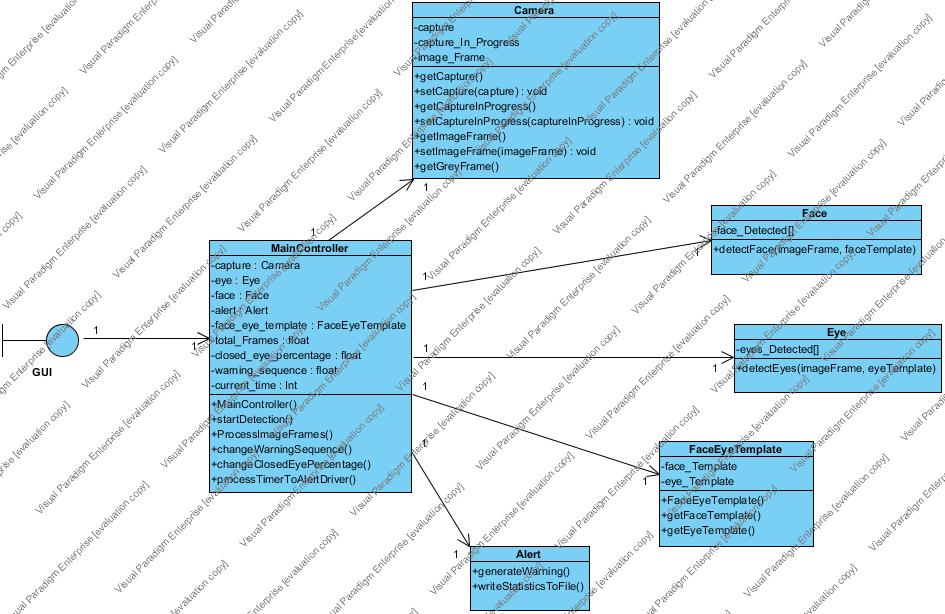 Camera
-capture
-capture_In_Progress
-image_Frame
+getCapture()
+setCapture(capture) : void
+getCaptureInProgress()
+setCaptureInProgress(captureInProgress) : void
+getImageFrame()
+setImageFrame(imageFrame) : void
+getGreyFrame()
1
1
Face
-face_Detected[]
+detectFace(imageFrame, faceTemplate)
1
1
MainController
-capture : Camera
-eye : Eye
-face : Face
-alert : Alert
-face_eye_template : FaceEyeTemplate
-total_Frames : float
-closed_eye_percentage : float
-warning_sequence : float
-current_time : Int
+MainController()
+startDetection()
+ProcessImageFrames()
+changeWarningSequence()
+changeClosedEyePercentage()
+processTimerToAlertDriver()
GUI
1
1
Eye
-eyes_Detected[]
+detectEyes(imageFrame, eyeTemplate)
1
1
FaceEyeTemplate
-face_Template
-eye_Template
+FaceEyeTemplate()
+getFaceTemplate()
+getEyeTemplate()
1
1
Alert
+generateWarning()
+writeStatisticsToFile()
1
1
Visual Paradigm Enterprise [evaluation copy]